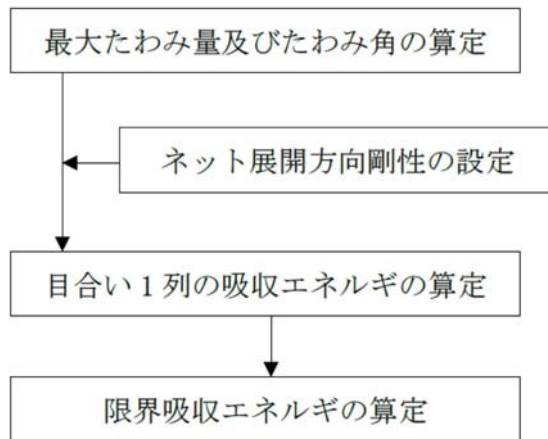 最大たわみ量及びたわみ角の算定
ネット展開方向剛性の設定
目合い1列の吸収エネルギの算定
限界吸収エネルギの算定